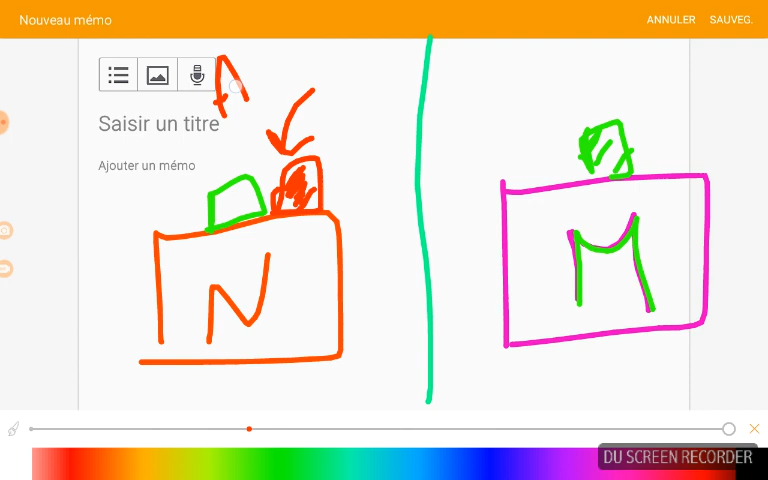 Nouveau mémo
ANNULER SAUVEG.
A
Saisir un titre
Ajouter un mémo
N
M
DU SCREEN RECORDER